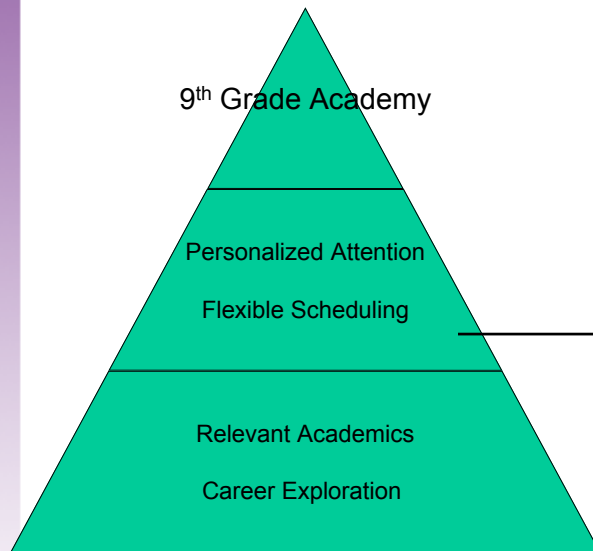 9th Grade Academy
Personalized Attention
Flexible Scheduling
Relevant Academics
Career Exploration